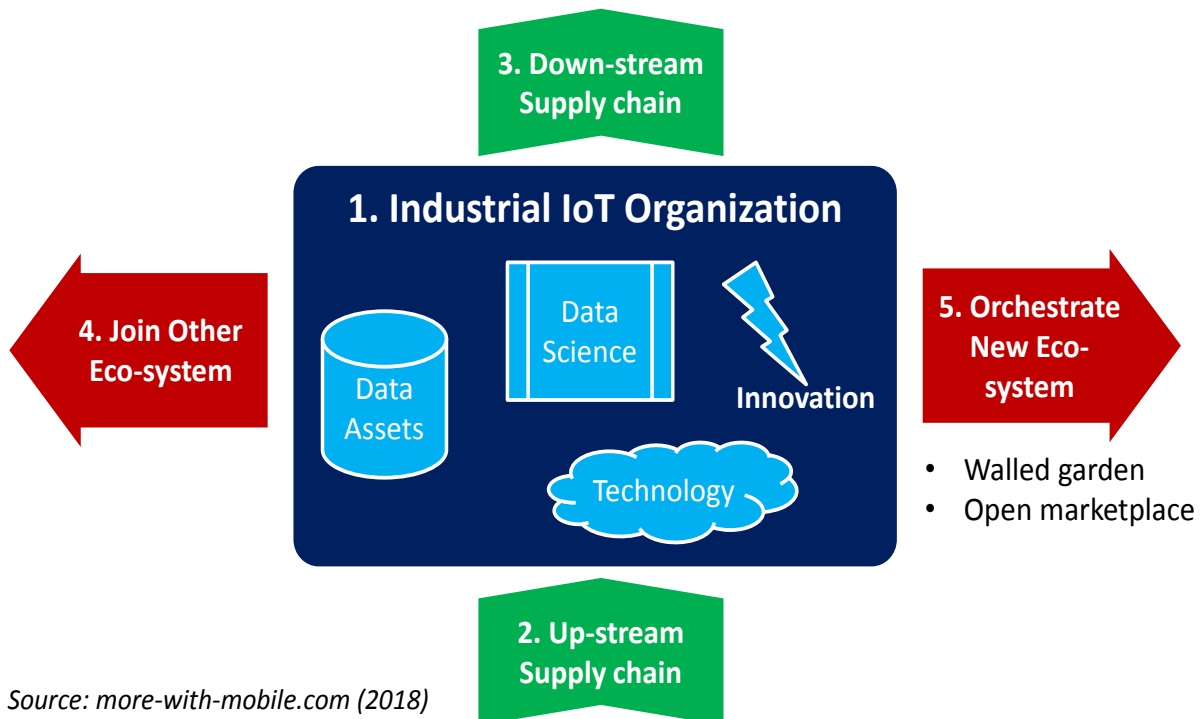 3. Down-stream
Supply chain
1. Industrial IoT Organization
4. Join Other
Eco-system
Data
Assets
Data
Science
Innovation
Technology
5. Orchestrate
New Eco-
system
• Walled garden
• Open marketplace
2. Up-stream
Supply chain
Source: more-with-mobile.com (2018)